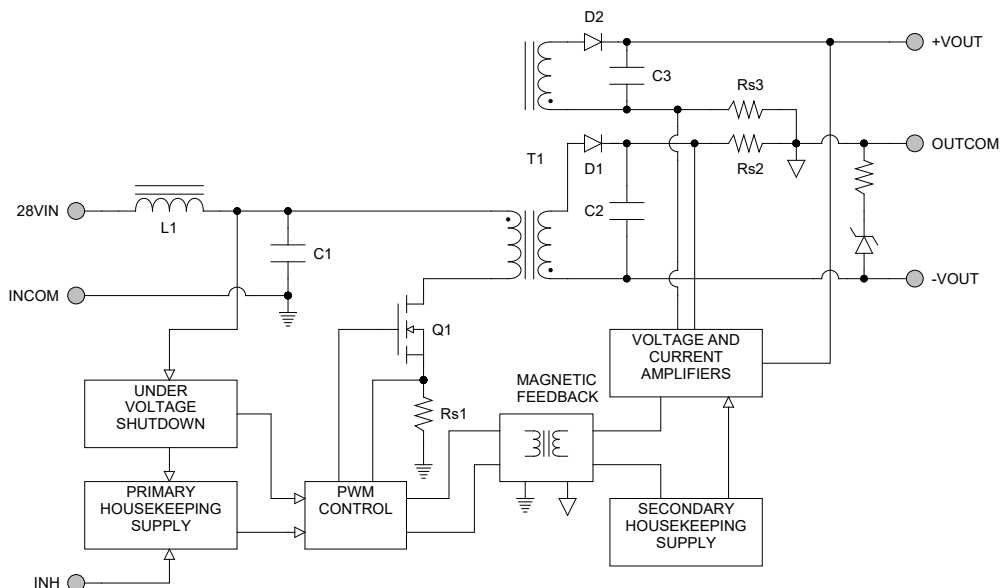 D2
+VOUT
C3
Rs3
OUTCOM
T1
D1
Rs2
28VIN
L1
C2
C1
INCOM
-VOUT
Q1
VOLTAGE AND
CURRENT
AMPLIFIERS
UNDER
VOLTAGE
SHUTDOWN
MAGNETIC
FEEDBACK
Rs1
PRIMARY
HOUSEKEEPING
SUPPLY
PWM
CONTROL
SECONDARY
HOUSEKEEPING
SUPPLY
INH